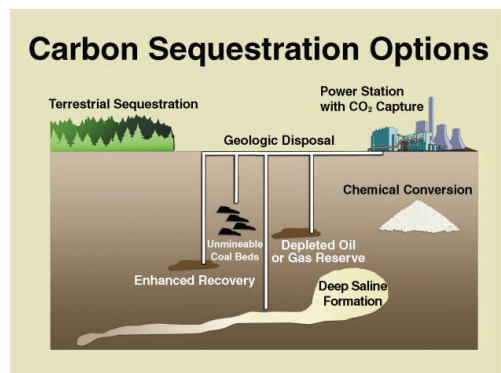 Carbon Sequestration Options
Terrestrial Sequestration
Power Station
with CO₂ Capture
Geologic Disposal
Chemical Conversion
Unmineable
Coal Beds
Depleted Oil
or Gas Reserve
Enhanced Recovery
Deep Saline
Formation